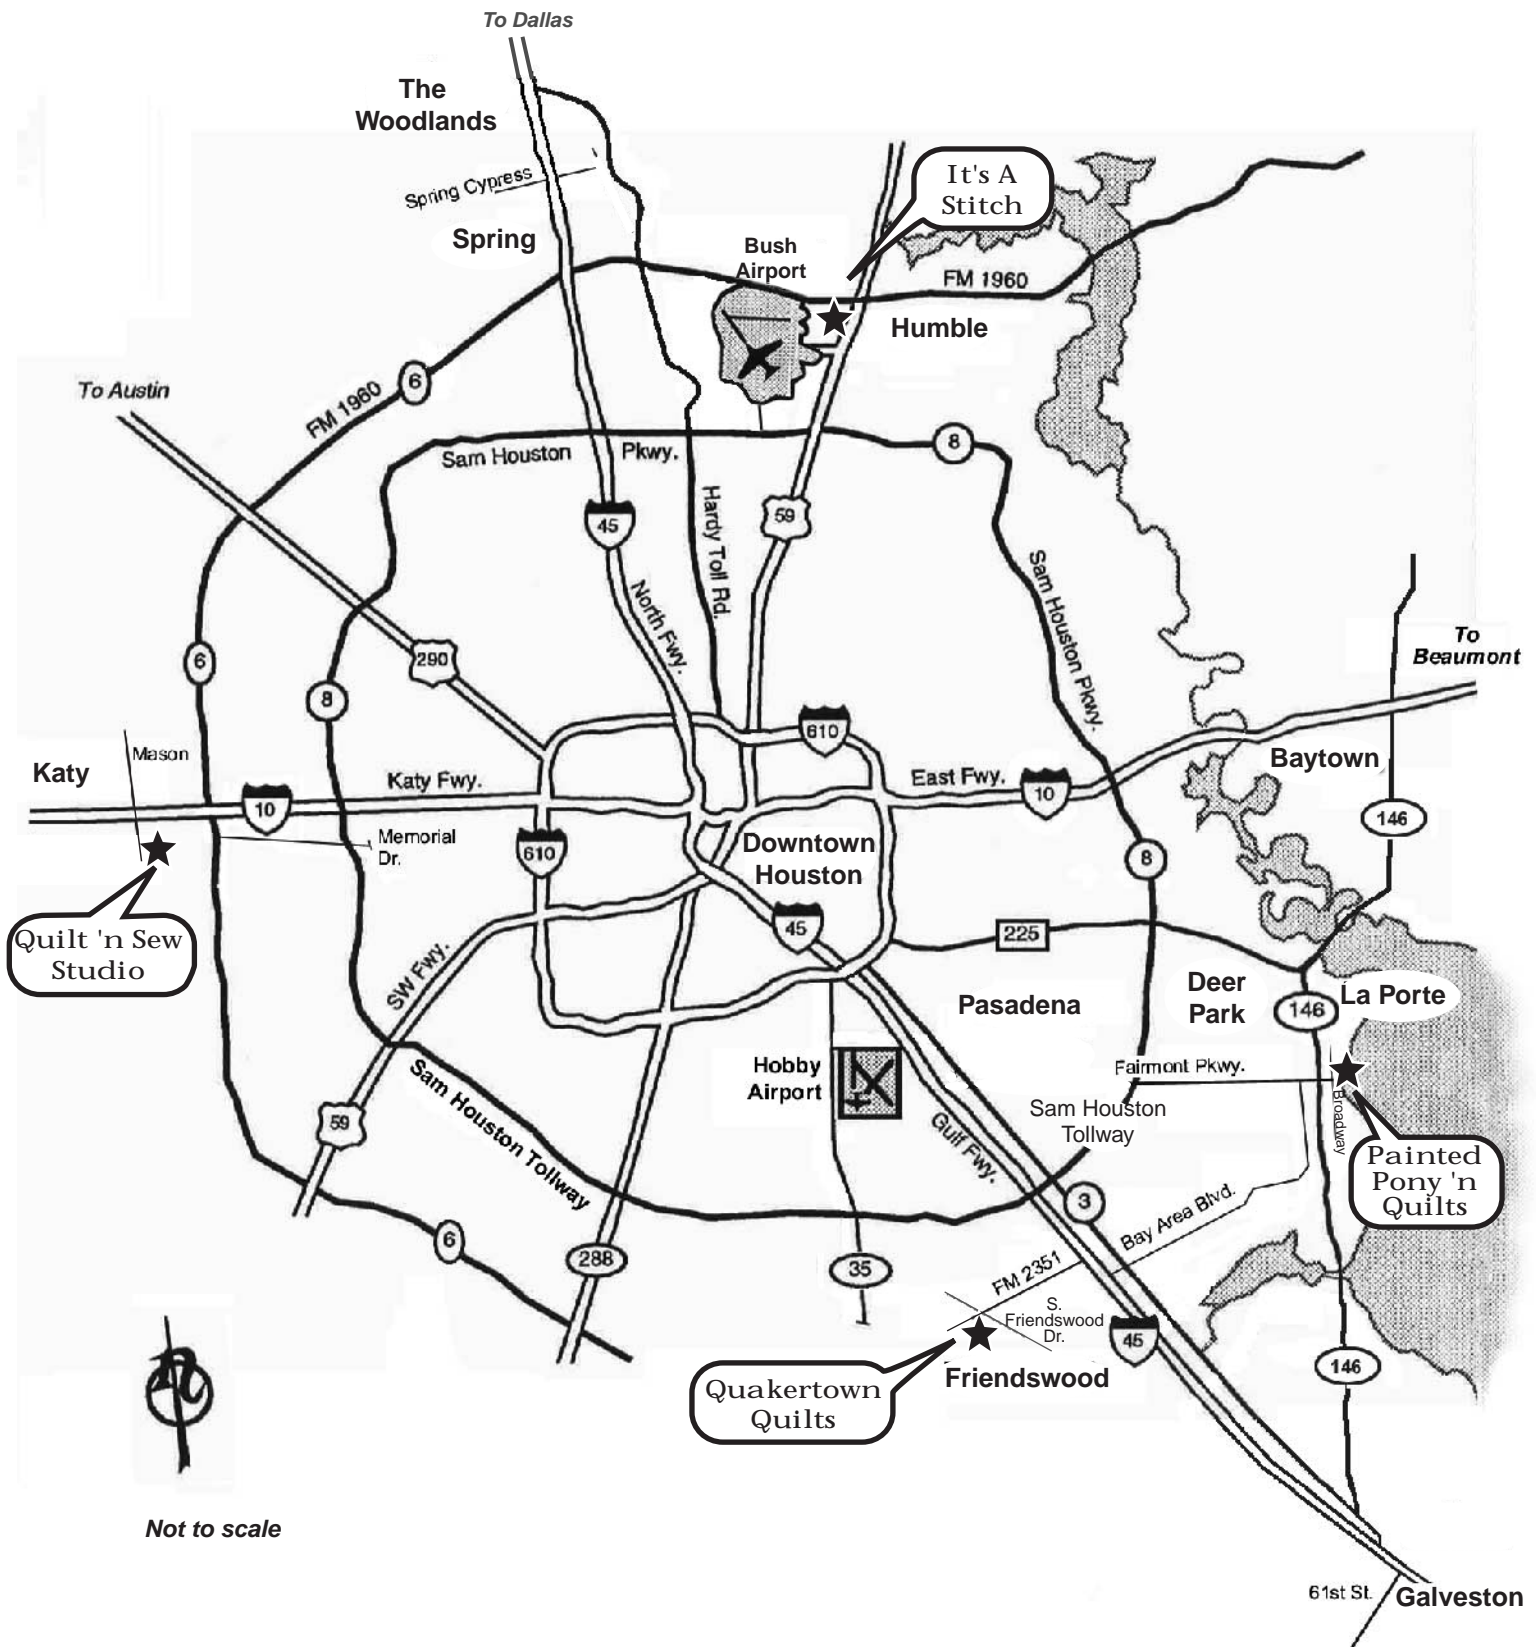 To Dallas
The
Woodlands
Spring Cypress
Spring
It's A
Stitch
Bush
Airport
FM 1960
Humble
To Austin
FM 1960
6
Sam Houston
Pkwy.
8
45
Hardy Toll Rd.
59
North Fwy.
Sam Houston Pkwy.
To
Beaumont
290
6
8
610
Mason
Katy
Katy Fwy.
East Fwy.
10
10
Baytown
146
Memorial
Dr.
610
Downtown
Houston
8
Quilt 'n Sew
Studio
45
225
SW Fwy.
Pasadena
Deer
Park
La Porte
146
Hobby
Airport
Fairmont Pkwy.
Sam Houston
Tollway
Broadway
Sam Houston Tollway
59
Gulf Fwy.
Painted
Pony 'n
Quilts
3
Bay Area Blvd.
6
288
35
FM 2351
S.
Friendswood
Dr.
45
146
Friendswood
Quakertown
Quilts
n
Not to scale
61st St.
Galveston